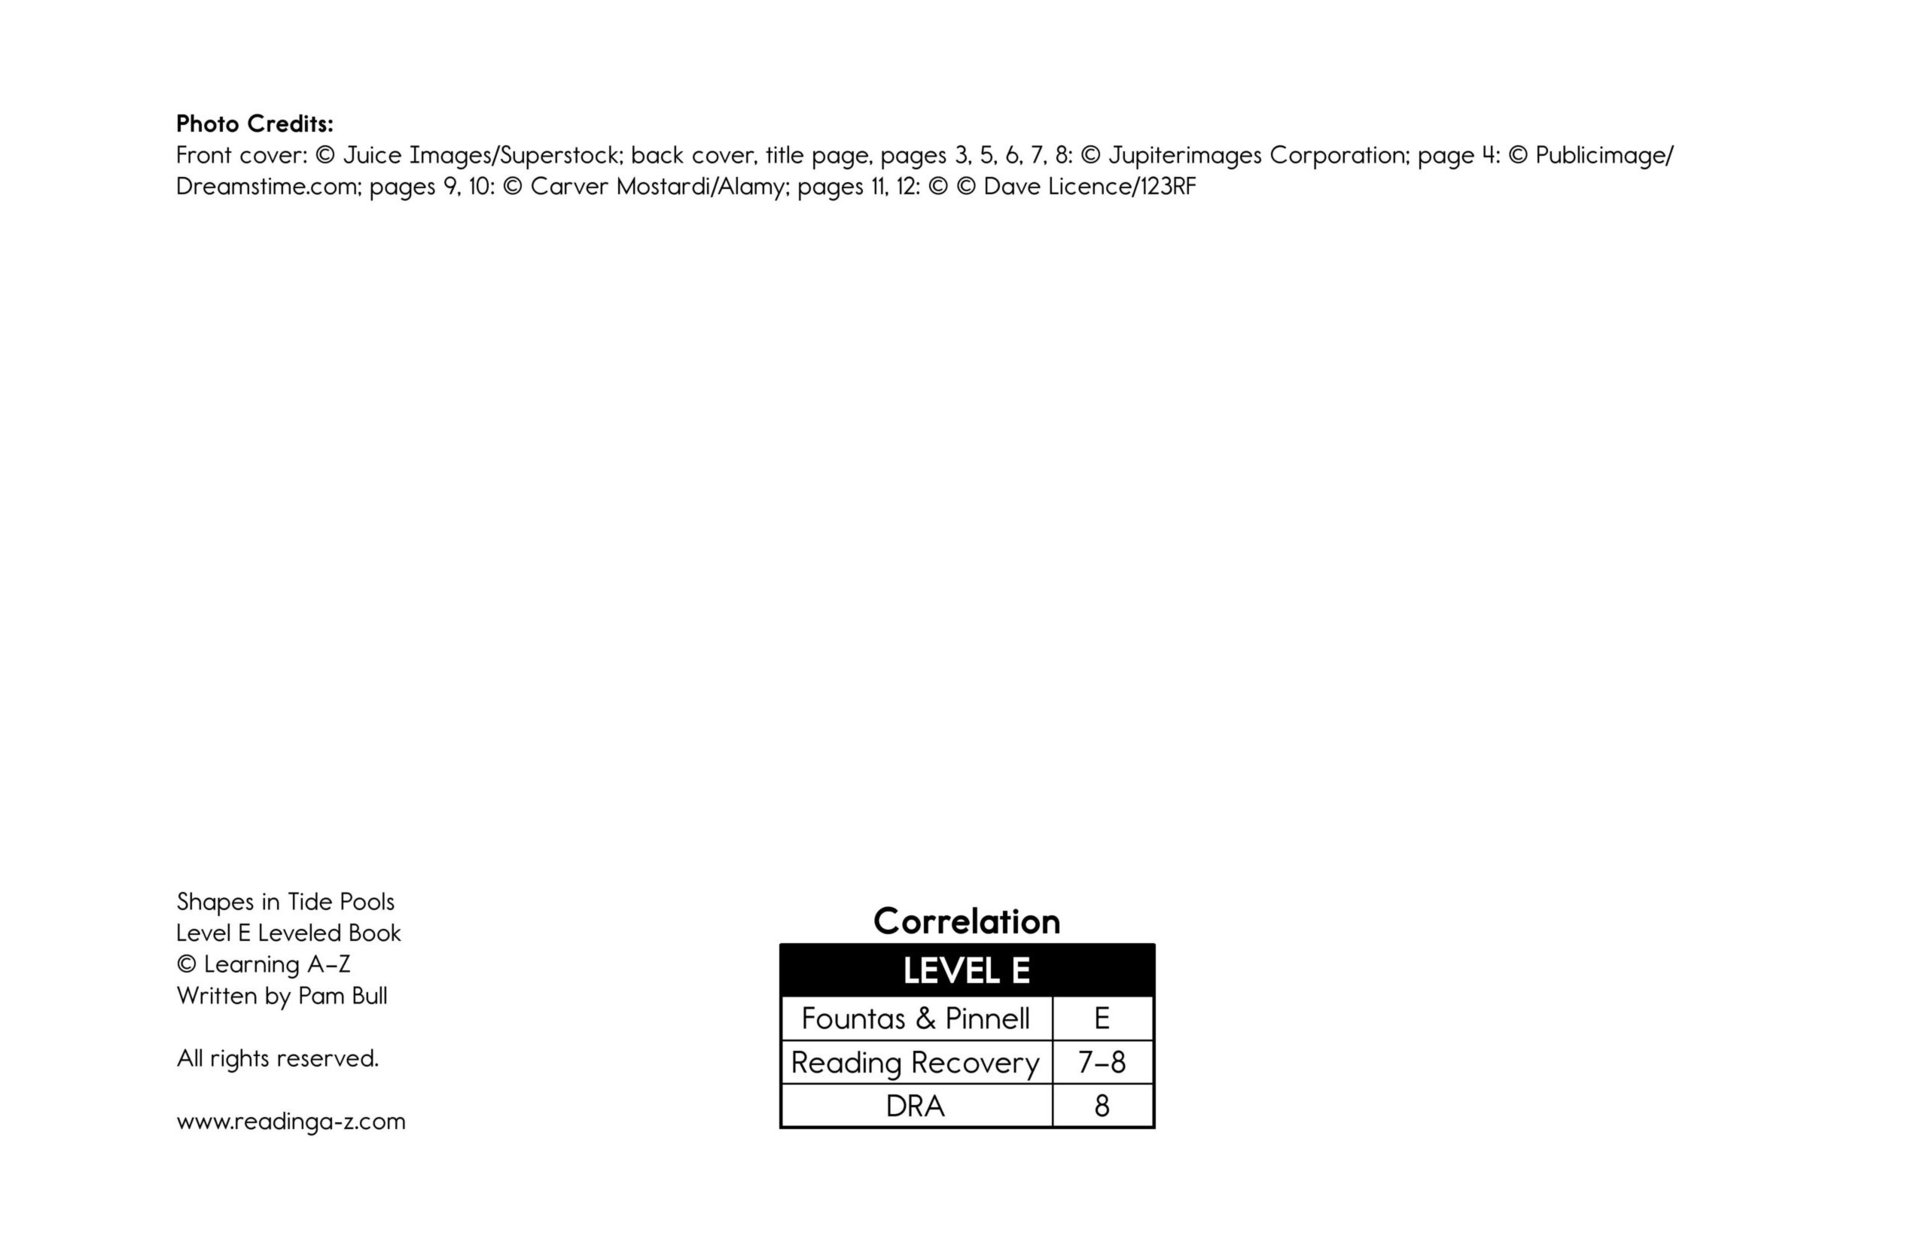 Photo Credits:
Front cover: © Juice Images/Superstock; back cover, title page, pages 3, 5, 6, 7, 8: © Jupiterimages Corporation; page 4: © Publicimage/
Dreamstime.com; pages 9, 10: © Carver Mostardi/Alamy; pages 11, 12: © © Dave Licence/123RF
Shapes in Tide Pools
Level E Leveled Book
© Learning A–Z
Written by Pam Bull
All rights reserved.
www.readinga-z.com
Correlation
LEVEL E
Fountas & Pinnell E
Reading Recovery 7–8
DRA 8